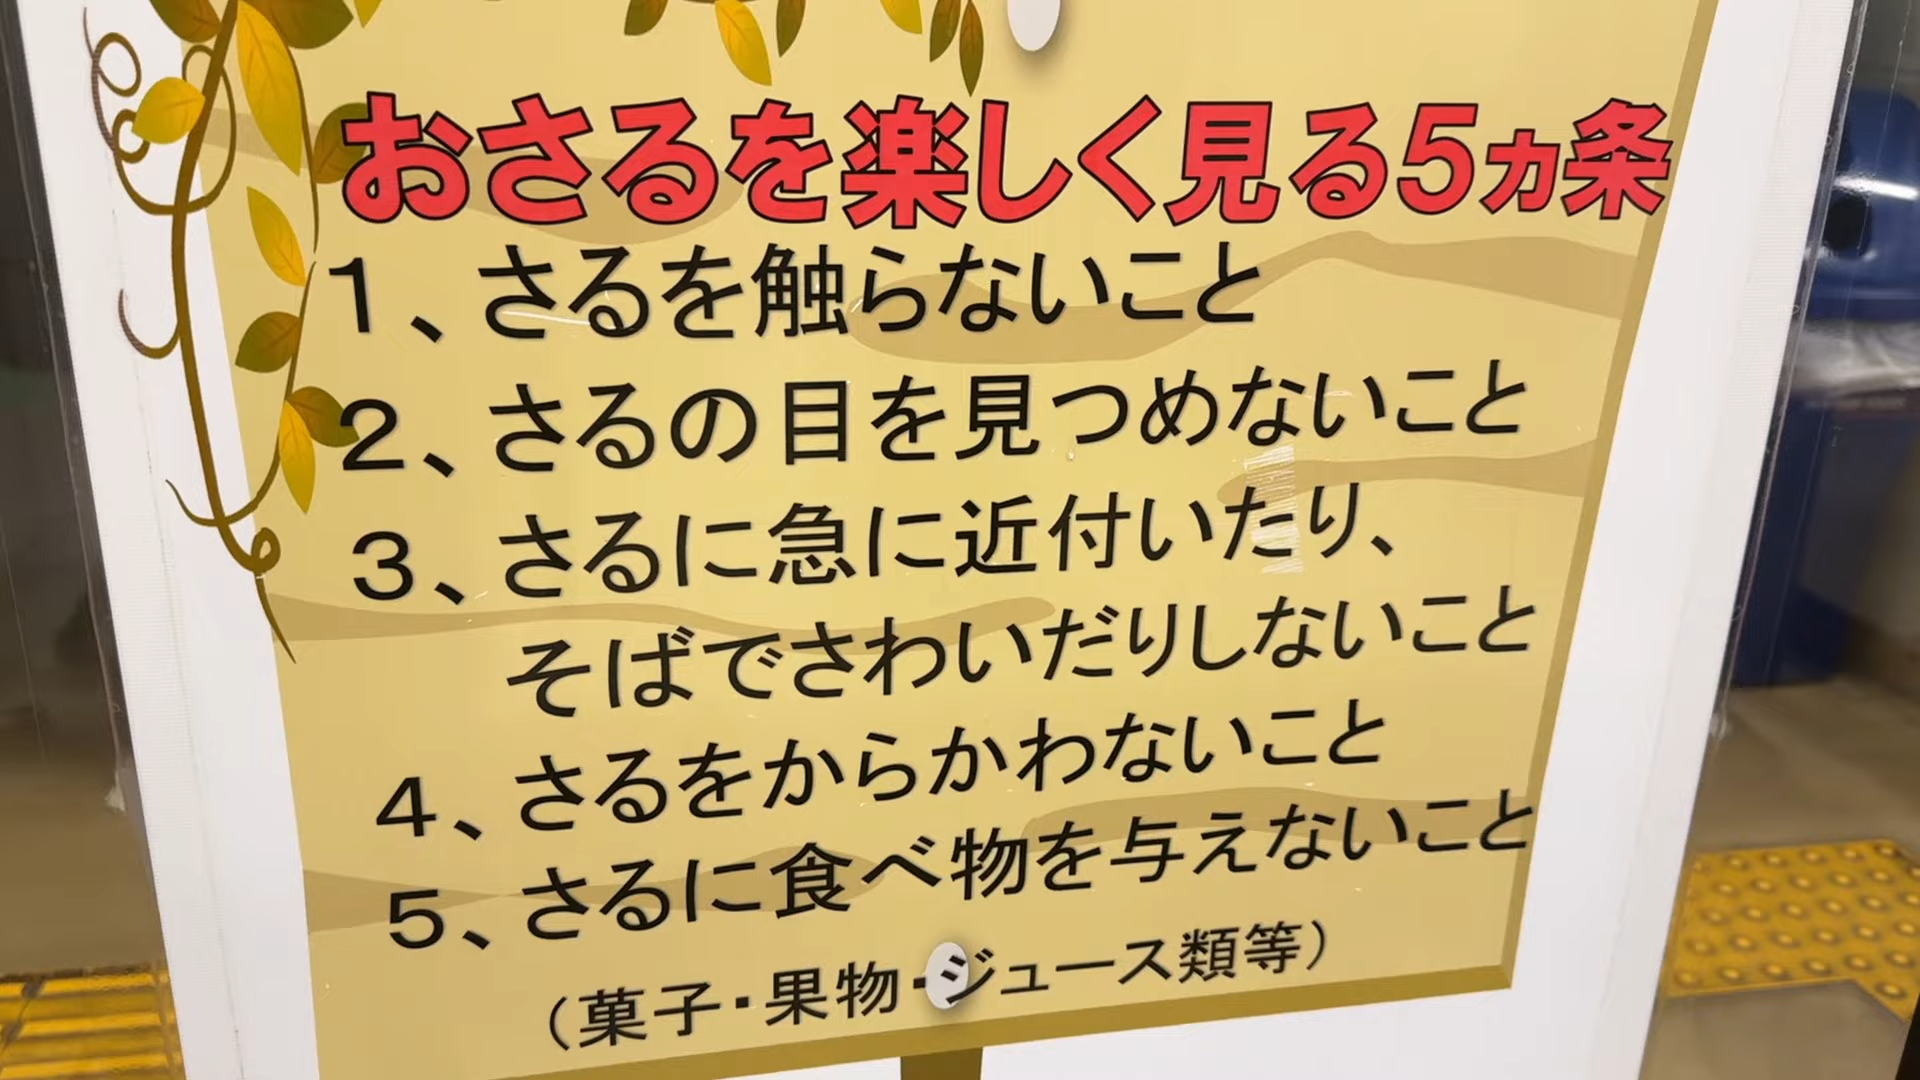 おさるを楽しく見る5ヵ条
1、さるを触らないこと
2、さるの目を見つめないこと
3、さるに急に近付いたり、
そばでさわいだりしないこと
4、さるをからかわないこと
5、さるに食べ物を与えないこと
（菓子・果物・ジュース類等）